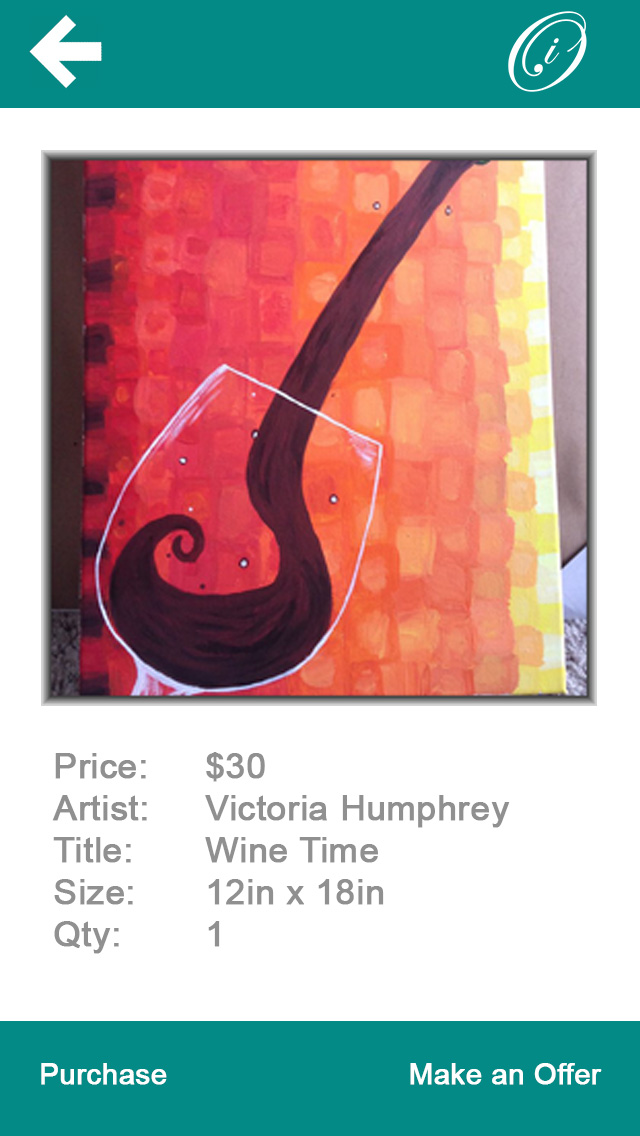 i
Price: $30
Artist: Victoria Humphrey
Title: Wine Time
Size: 12in x 18in
Qty: 1
Purchase Make an Offer